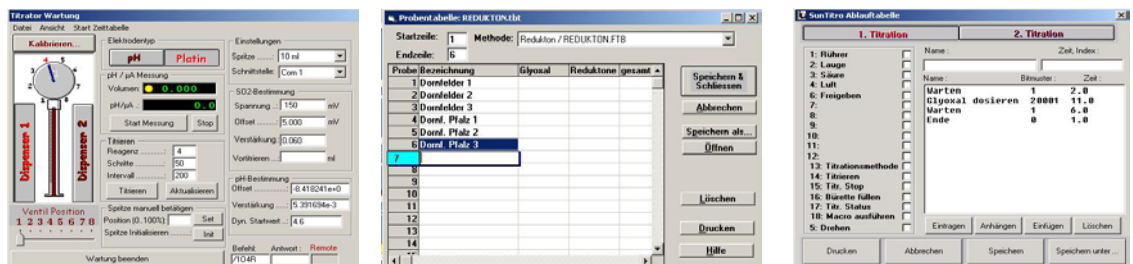 Titrator Wartung
Datei Ansicht Start Zeittabelle
Kalibrieren...
Elektrodentyp
pH Platin
pH / µA Messung
Volumen: 0.000
pH/µA .: 0.0
Start Messung Stop
Titrieren
Reagenz ..........: 4
Schritte ..........: 50
Intervall ..........: 200
Titrieren Aktualisieren
Dispenser 1
Dispenser 2
Ventil Position
1 2 3 4 5 6 7 8
Spitze manuell betätigen
Position (0..100%): Set
Spritze Initialisieren ......... Init
Wartung beenden
Einstellungen
Spritze ......: 10 ml
Schnittstelle: Com 1
SO2-Bestimmung
Spannung ..: 150 mV
Offset ........: 5.000 mV
Verstärkung: 0.060
Vortitrieren ...: ml
pH-Bestimmung
Offset ............: -8.418241e+0
Verstärkung ....: 5.391694e-3
Dyn. Startwert ..: 4.6
Befehl: Antwort: Remote
/1O4R
Probentabelle: REDUKTON.tbt
Startzeile: 1 Methode: Redukton / REDUKTON.FTB
Endzeile: 6
Probe Bezeichnung Glyoxal Reduktone gesamt
1 Dornfelder 1
2 Dornfelder 2
3 Dornfelder 3
4 Dornf. Pfalz 1
5 Dornf. Pfalz 2
6 Dornf. Pfalz 3
7
8
9
10
11
12
13
14
Speichern & Schliessen
Abbrechen
Speichern als...
Öffnen
Löschen
Drucken
Hilfe
SunTitro Ablauftabelle
1. Titration 2. Titration
1: Rührer
2: Lauge
3: Säure
4: Luft
6: Freigeben
7:
8:
9:
10:
11:
12:
13: Titrationsmethode
14: Titrieren
15: Titr. Stop
16: Bürette füllen
17: Titr. Status
18: Macro ausführen
5: Drehen
Name : Zeit, Index :
Name : Bitmuster : Zeit :
Warten 1 2.0
Glyoxal dosieren 20001 11.0
Warten 1 6.0
Ende 0 1.0
Eintragen Anhängen Einfügen Löschen
Drucken Abbrechen Speichern Speichern unter ...